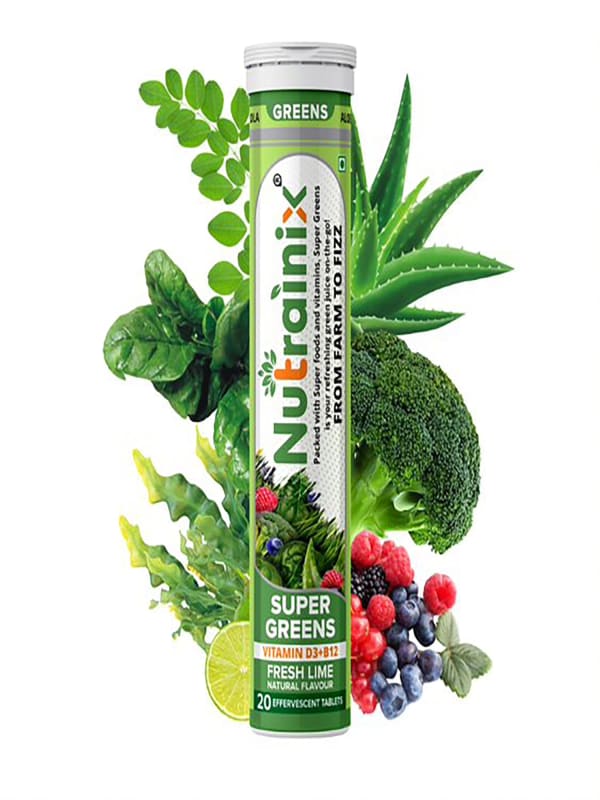 GREENS
Nutrainix
Packed with Super foods and vitamins, Super Greens
is your refreshing green juice on-the-go!
FROM FARM TO FIZZ
SUPER
GREENS
VITAMIN D3+B12
FRESH LIME
NATURAL FLAVOUR
20 EFFERVESCENT TABLETS